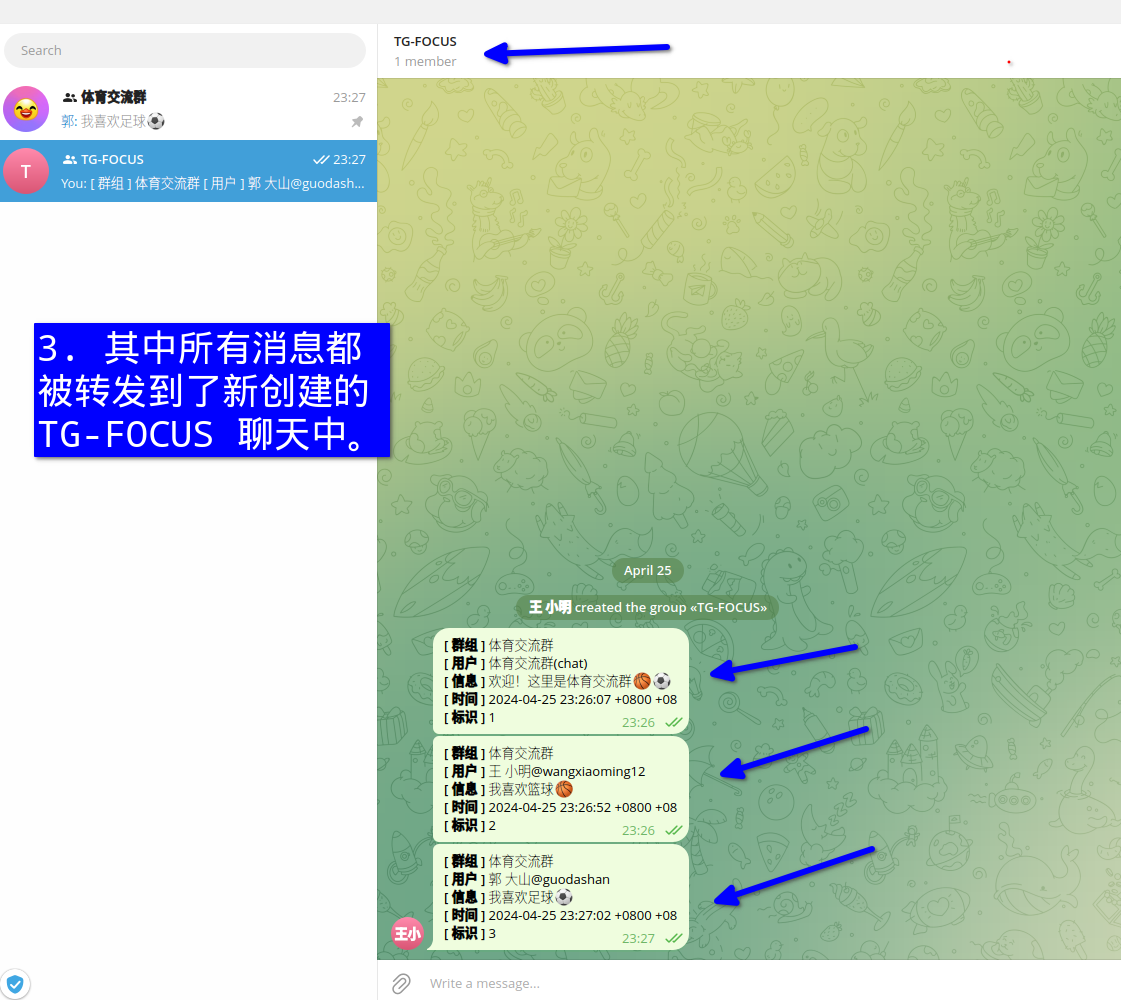 Search
体育交流群
23:27
郭: 我喜欢足球⚽
T
TG-FOCUS
23:27
You: [ 群组 ] 体育交流群 [ 用户 ] 郭 大山@guodash...
3. 其中所有消息都
被转发到了新创建的
TG-FOCUS 聊天中。
TG-FOCUS
1 member
April 25
王 小明 created the group «TG-FOCUS»
[ 群组 ] 体育交流群
[ 用户 ] 体育交流群(chat)
[ 信息 ] 欢迎！这里是体育交流群🏀⚽
[ 时间 ] 2024-04-25 23:26:07 +0800 +08
[ 标识 ] 1
23:26
[ 群组 ] 体育交流群
[ 用户 ] 王 小明@wangxiaoming12
[ 信息 ] 我喜欢篮球🏀
[ 时间 ] 2024-04-25 23:26:52 +0800 +08
[ 标识 ] 2
23:26
[ 群组 ] 体育交流群
[ 用户 ] 郭 大山@guodashan
[ 信息 ] 我喜欢足球⚽
[ 时间 ] 2024-04-25 23:27:02 +0800 +08
[ 标识 ] 3
23:27
王小
Write a message...